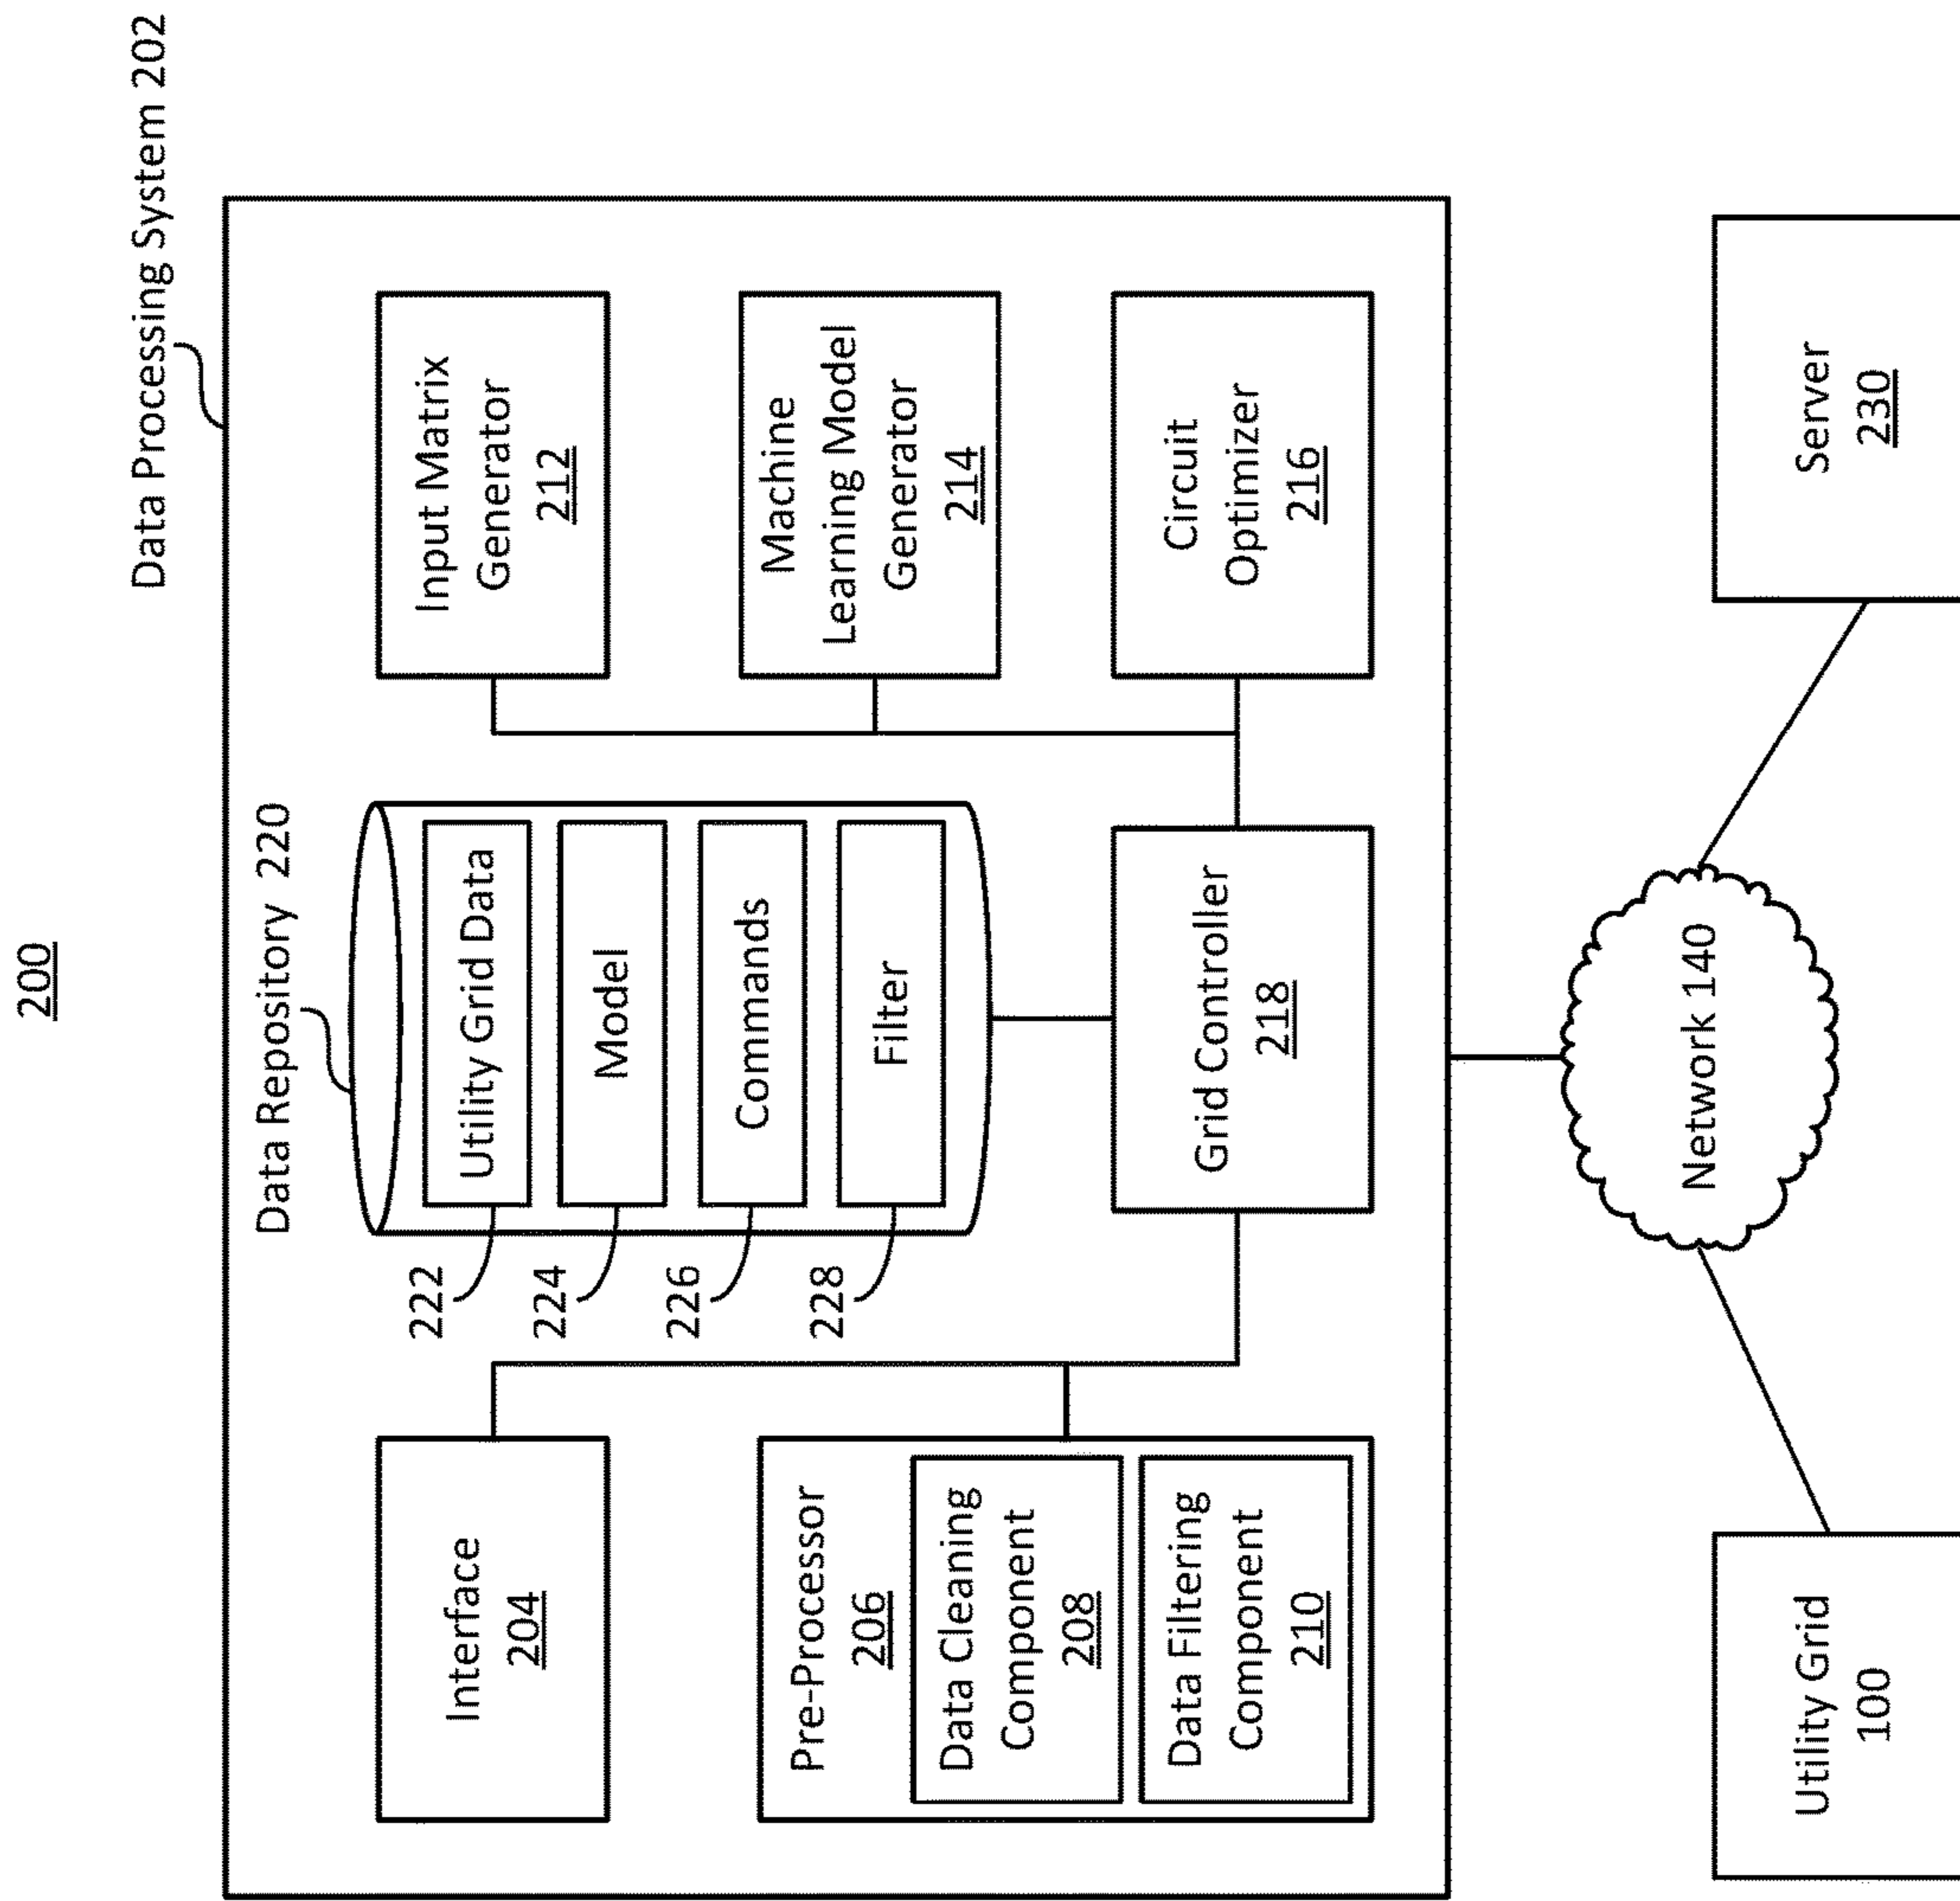 200
Data Processing System 202
Data Repository 220
Interface
204
Pre-Processor
206
Data Cleaning
Component
208
Data Filtering
Component
210
222
Utility Grid Data
224
Model
226
Commands
228
Filter
Grid Controller
218
Input Matrix
Generator
212
Machine
Learning Model
Generator
214
Circuit
Optimizer
216
Utility Grid
100
Network 140
Server
230